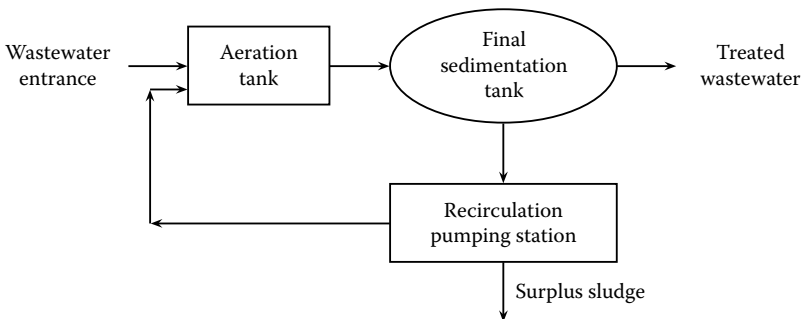 Wastewater
entrance
Aeration
tank
Final
sedimentation
tank
Treated
wastewater
Recirculation
pumping station
Surplus sludge